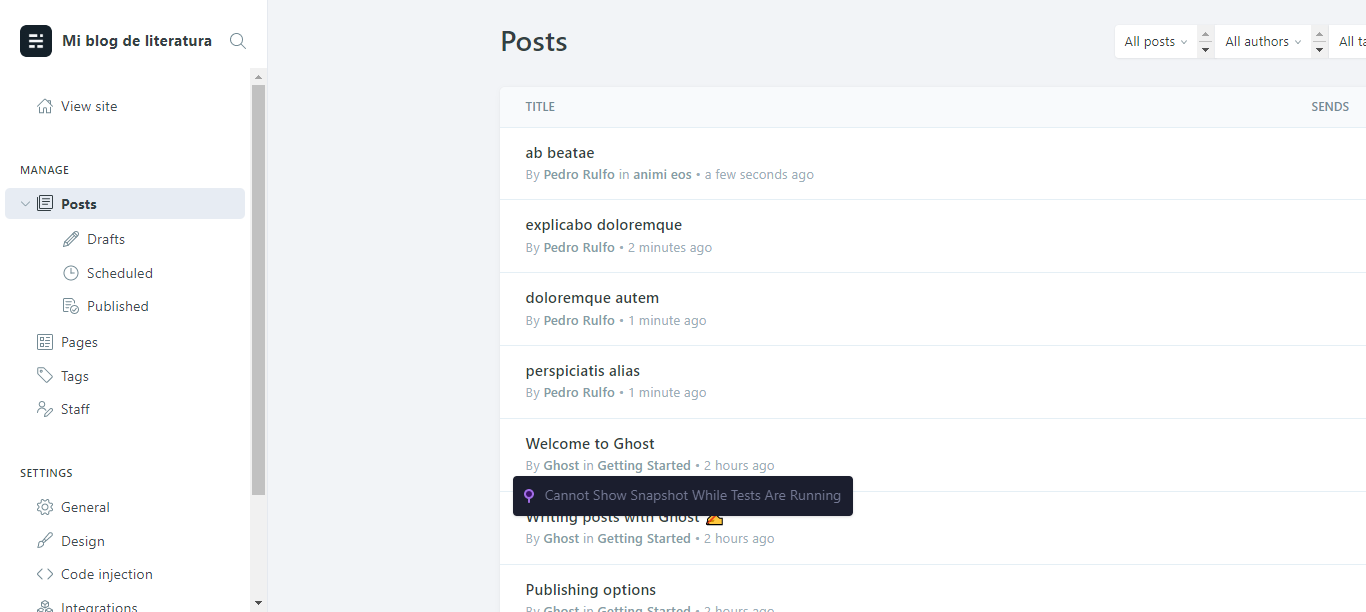 Mi blog de literatura
View site
MANAGE
Posts
Drafts
Scheduled
Published
Pages
Tags
Staff
SETTINGS
General
Design
Code injection
Integrations
Posts
All posts
All authors
All ta
TITLE
SENDS
ab beatae
By Pedro Rulfo in animi eos • a few seconds ago
explicabo doloremque
By Pedro Rulfo • 2 minutes ago
doloremque autem
By Pedro Rulfo • 1 minute ago
perspiciatis alias
By Pedro Rulfo • 1 minute ago
Welcome to Ghost
By Ghost in Getting Started • 2 hours ago
Cannot Show Snapshot While Tests Are Running
Writing posts with Ghost ✍
By Ghost in Getting Started • 2 hours ago
Publishing options
By Ghost in Getting Started • 2 hours ago